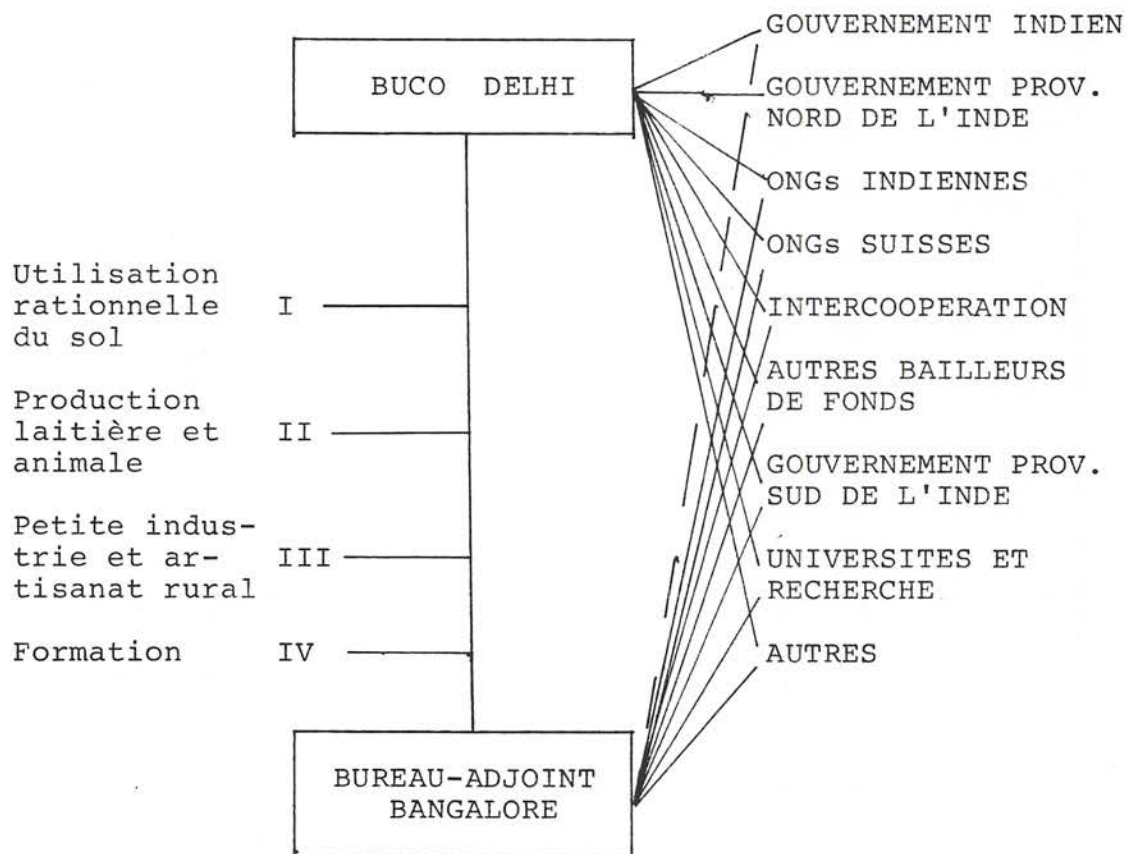 BUCO DELHI
Utilisation
rationnelle
du sol
I
Production
laitière et
animale
II
Petite indus-
trie et ar-
tisanat rural
III
Formation
IV
BUREAU-ADJOINT
BANGALORE
GOUVERNEMENT INDIEN
GOUVERNEMENT PROV.
NORD DE L'INDE
ONGs INDIENNES
ONGs SUISSES
INTERCOOPERATION
AUTRES BAILLEURS
DE FONDS
GOUVERNEMENT PROV.
SUD DE L'INDE
UNIVERSITES ET
RECHERCHE
AUTRES